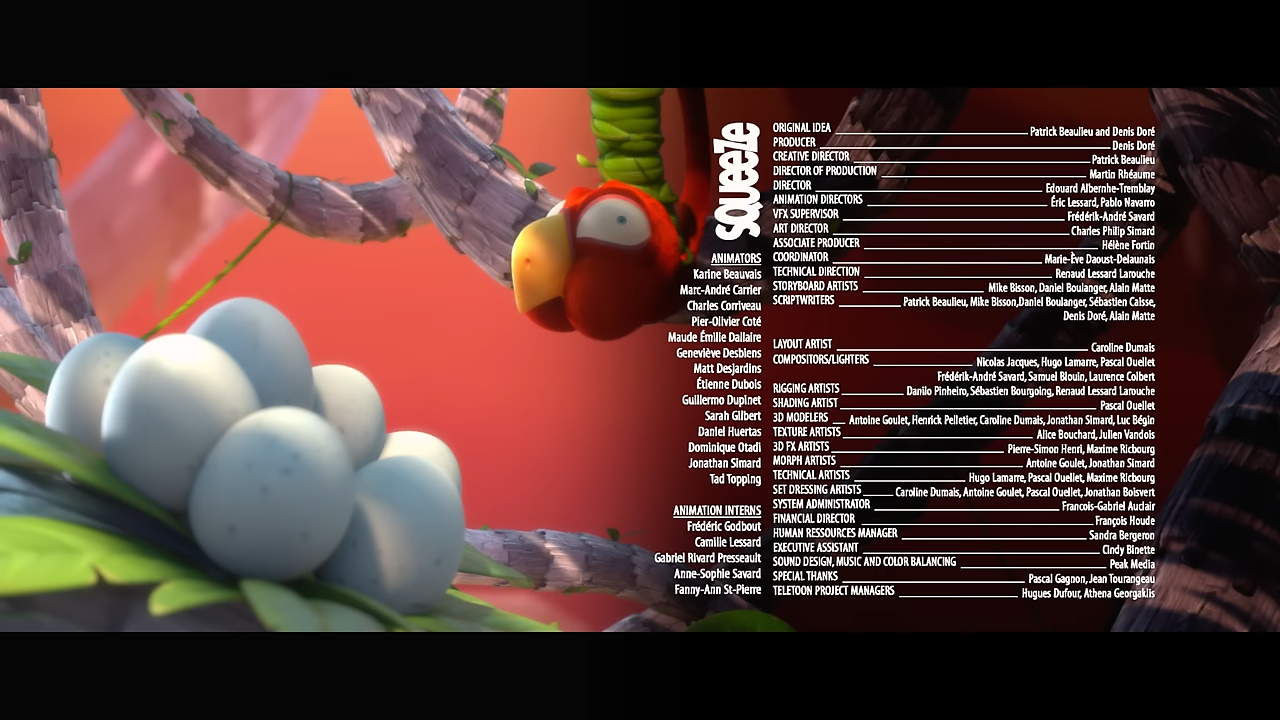 squeeze
ANIMATORS
Karine Beauvais
Marc-André Carrier
Charles Corriveau
Pier-Olivier Coté
Maude Émilie Dallaire
Geneviève Desbiens
Matt Desjardins
Étienne Dubois
Guillermo Dupinet
Sarah Gilbert
Daniel Huertas
Dominique Otadi
Jonathan Simard
Tad Topping
ANIMATION INTERNS
Frédéric Godbout
Camille Lessard
Gabriel Rivard Presseault
Anne-Sophie Savard
Fanny-Ann St-Pierre
ORIGINAL IDEA Patrick Beaulieu and Denis Doré
PRODUCER Denis Doré
CREATIVE DIRECTOR Patrick Beaulieu
DIRECTOR OF PRODUCTION Martin Rhéaume
DIRECTOR Edouard Albernhe-Tremblay
ANIMATION DIRECTORS Éric Lessard, Pablo Navarro
VFX SUPERVISOR Frédérik-André Savard
ART DIRECTOR Charles Philip Simard
ASSOCIATE PRODUCER Hélène Fortin
COORDINATOR Marie-Ève Daoust-Delaunais
TECHNICAL DIRECTION Renaud Lessard Larouche
STORYBOARD ARTISTS Mike Bisson, Daniel Boulanger, Alain Matte
SCRIPTWRITERS Patrick Beaulieu, Mike Bisson,Daniel Boulanger, Sébastien Caisse,
Denis Doré, Alain Matte
LAYOUT ARTIST Caroline Dumais
COMPOSITORS/LIGHTERS Nicolas Jacques, Hugo Lamarre, Pascal Ouellet
Frédérik-André Savard, Samuel Blouin, Laurence Colbert
RIGGING ARTISTS Danilo Pinheiro, Sébastien Bourgoing, Renaud Lessard Larouche
SHADING ARTIST Pascal Ouellet
3D MODELERS Antoine Goulet, Henrick Pelletier, Caroline Dumais, Jonathan Simard, Luc Bégin
TEXTURE ARTISTS Alice Bouchard, Julien Vandois
3D FX ARTISTS Pierre-Simon Henri, Maxime Ricbourg
MORPH ARTISTS Antoine Goulet, Jonathan Simard
TECHNICAL ARTISTS Hugo Lamarre, Pascal Ouellet, Maxime Ricbourg
SET DRESSING ARTISTS Caroline Dumais, Antoine Goulet, Pascal Ouellet, Jonathan Boisvert
SYSTEM ADMINISTRATOR Francois-Gabriel Auclair
FINANCIAL DIRECTOR François Houde
HUMAN RESSOURCES MANAGER Sandra Bergeron
EXECUTIVE ASSISTANT Cindy Binette
SOUND DESIGN, MUSIC AND COLOR BALANCING Peak Media
SPECIAL THANKS Pascal Gagnon, Jean Tourangeau
TELETOON PROJECT MANAGERS Hugues Dufour, Athena Georgaklis